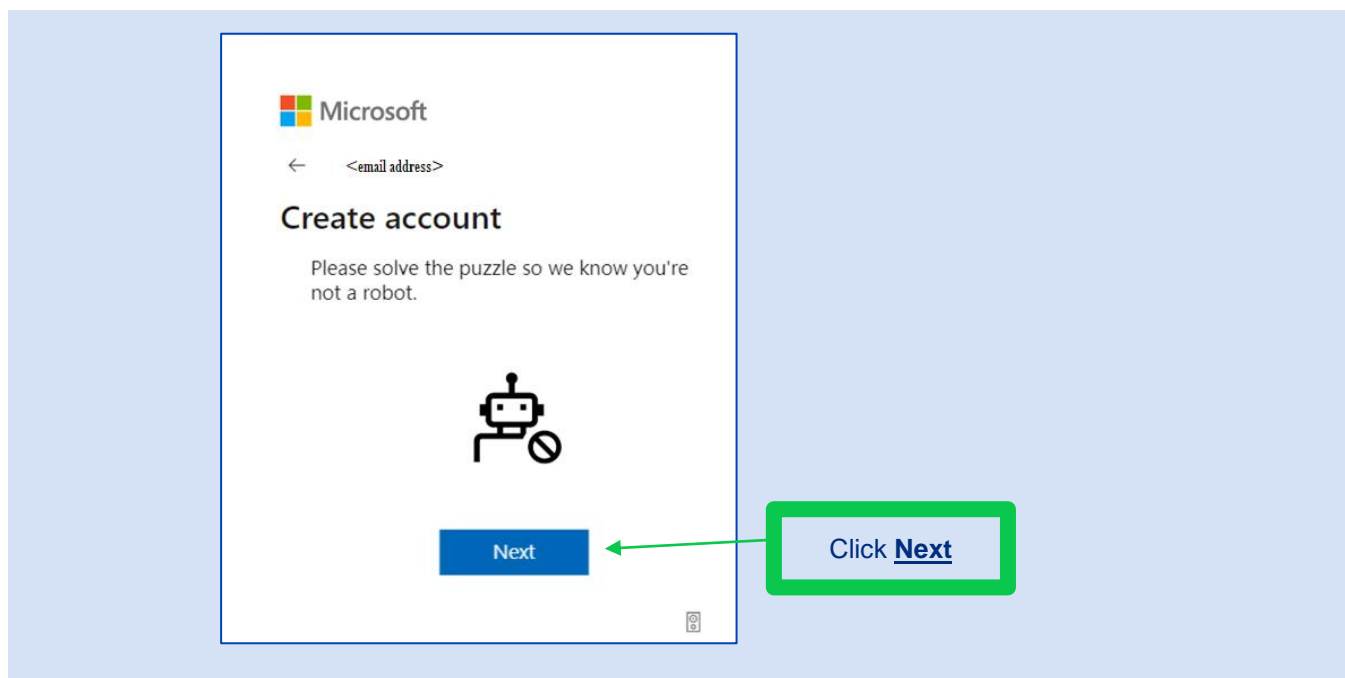 Microsoft
<email address>
Create account
Please solve the puzzle so we know you're
not a robot.
Next
Click Next